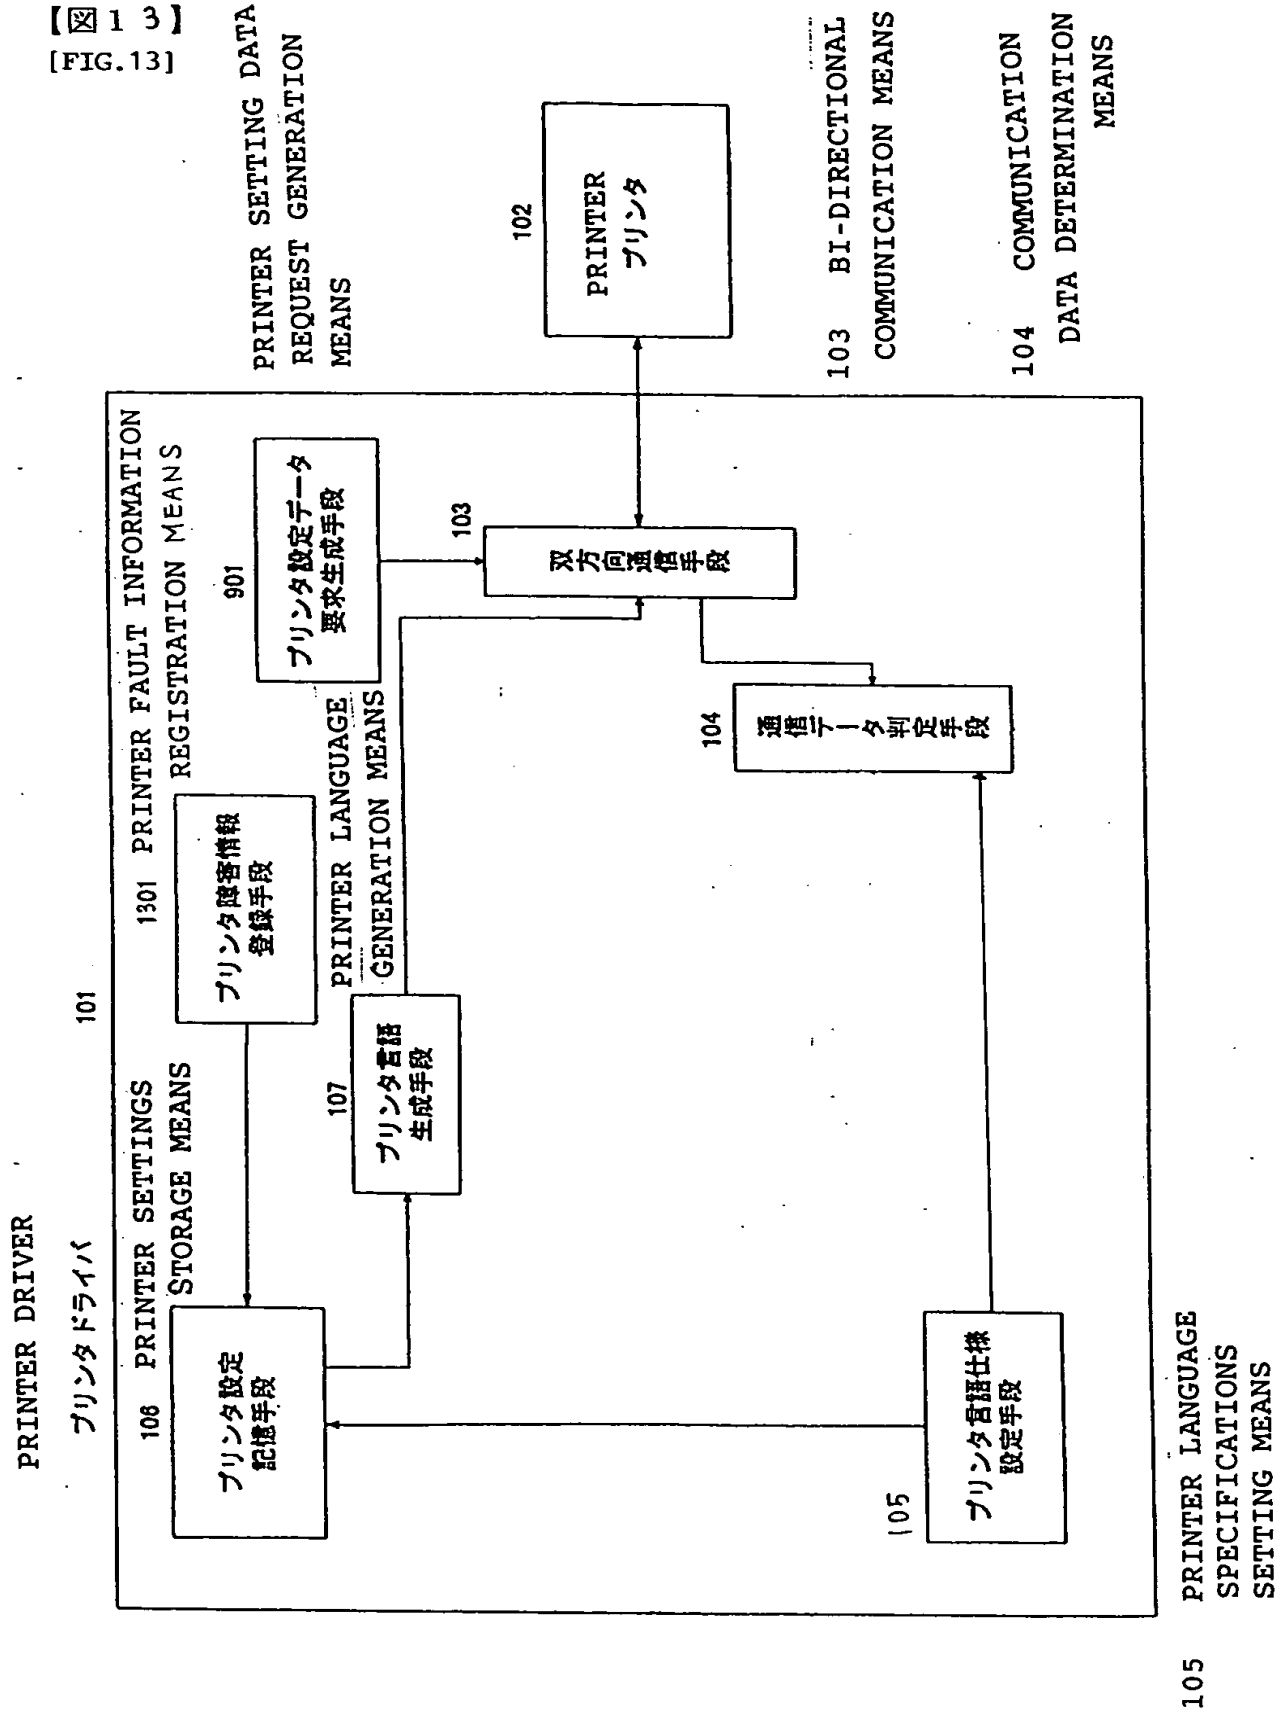 【図１３】
[FIG.13]
PRINTER DRIVER
プリンタドライバ
101
106
PRINTER SETTINGS
STORAGE MEANS
プリンタ設定
記憶手段
1301
PRINTER FAULT INFORMATION
REGISTRATION MEANS
プリンタ障害情報
登録手段
PRINTER SETTING DATA
REQUEST GENERATION
MEANS
901
プリンタ設定データ
要求生成手段
107
PRINTER LANGUAGE
GENERATION MEANS
プリンタ言語
生成手段
103
双方向通信手段
102
PRINTER
プリンタ
104
通信データ判定手段
105
プリンタ言語仕様
設定手段
103 BI-DIRECTIONAL
COMMUNICATION MEANS
104 COMMUNICATION
DATA DETERMINATION
MEANS
105 PRINTER LANGUAGE
SPECIFICATIONS
SETTING MEANS